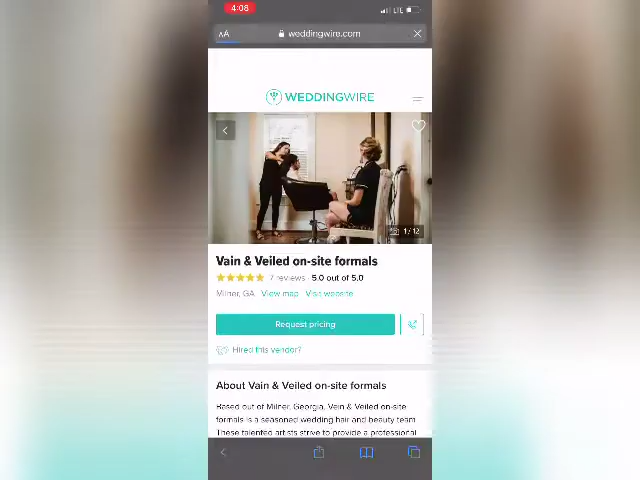 4:08
LTE
AA weddingwire.com
WEDDINGWIRE
1/12
Vain & Veiled on-site formals
7 reviews · 5.0 out of 5.0
Milner, GA View map Visit website
Request pricing
Hired this vendor?
About Vain & Veiled on-site formals
Based out of Milner, Georgia, Vain & Veiled on-site
formals is a seasoned wedding hair and beauty team.
These talented artists strive to provide a professional